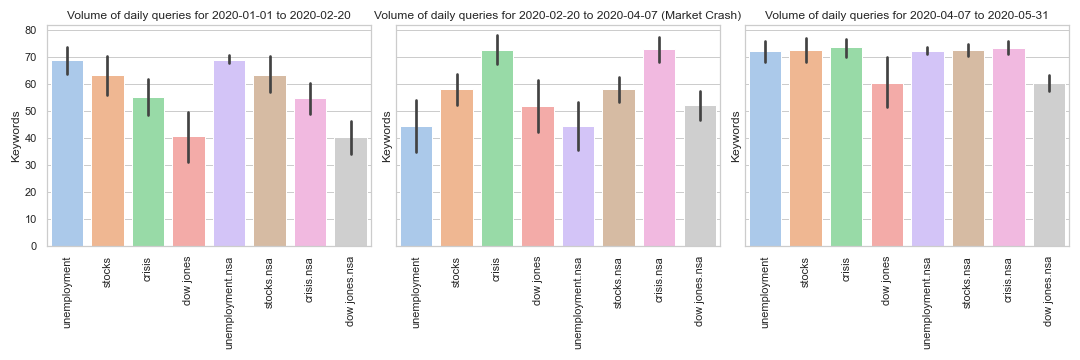 Volume of daily queries for 2020-01-01 to 2020-02-20
Volume of daily queries for 2020-02-20 to 2020-04-07 (Market Crash)
Volume of daily queries for 2020-04-07 to 2020-05-31
80
70
60
50
40
30
20
10
0
Keywords
unemployment
stocks
crisis
dow jones
unemployment.nsa
stocks.nsa
crisis.nsa
dow jones.nsa
Keywords
unemployment
stocks
crisis
dow jones
unemployment.nsa
stocks.nsa
crisis.nsa
dow jones.nsa
Keywords
unemployment
stocks
crisis
dow jones
unemployment.nsa
stocks.nsa
crisis.nsa
dow jones.nsa